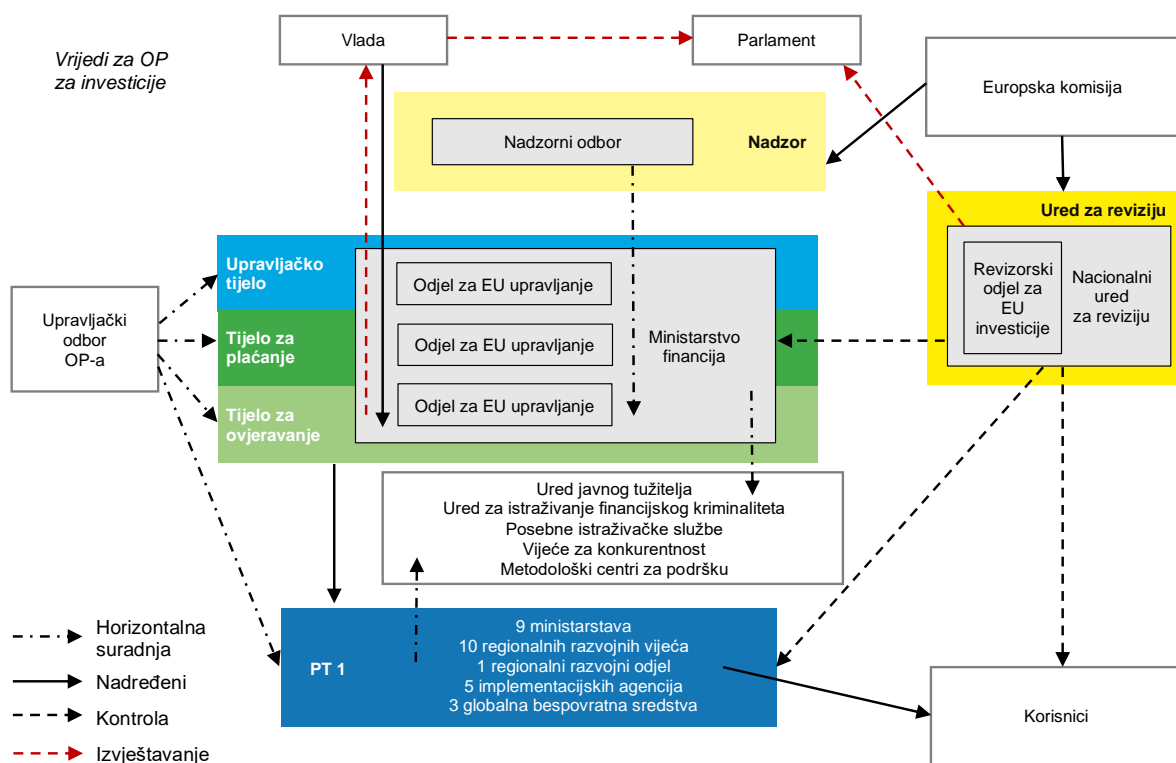 Vrijedi za OP
za investicije
Vlada
Parlament
Europska komisija
Nadzorni odbor
Nadzor
Ured za reviziju
Revizorski
odjel za
EU
investicije
Nacionalni
ured
za reviziju
Upravljačko
tijelo
Odjel za EU upravljanje
Upravljački
odbor
OP-a
Tijelo za
plaćanje
Odjel za EU upravljanje
Ministarstvo
financija
Tijelo za
ovjeravanje
Odjel za EU upravljanje
Ured javnog tužitelja
Ured za istraživanje financijskog kriminaliteta
Posebne istraživačke službe
Vijeće za konkurentnost
Metodološki centri za podršku
PT 1
9 ministarstava
10 regionalnih razvojnih vijeća
1 regionalni razvojni odjel
5 implementacijskih agencija
3 globalna bespovratna sredstva
Korisnici
Horizontalna
suradnja
Nadređeni
Kontrola
Izvještavanje